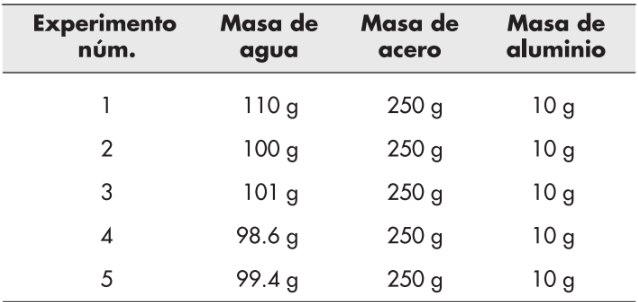 Experimento núm. Masa de agua Masa de acero Masa de aluminio
1 110 g 250 g 10 g
2 100 g 250 g 10 g
3 101 g 250 g 10 g
4 98.6 g 250 g 10 g
5 99.4 g 250 g 10 g